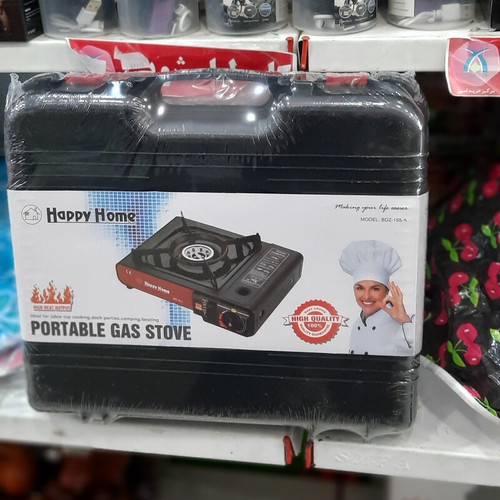 Happy Home
Making your life easier
MODEL: BDZ-155-A
Happy Home
HIGH HEAT OUTPUT
Ideal for table top cooking,dock parties,camping,boating
PORTABLE GAS STOVE
HIGH QUALITY
100%